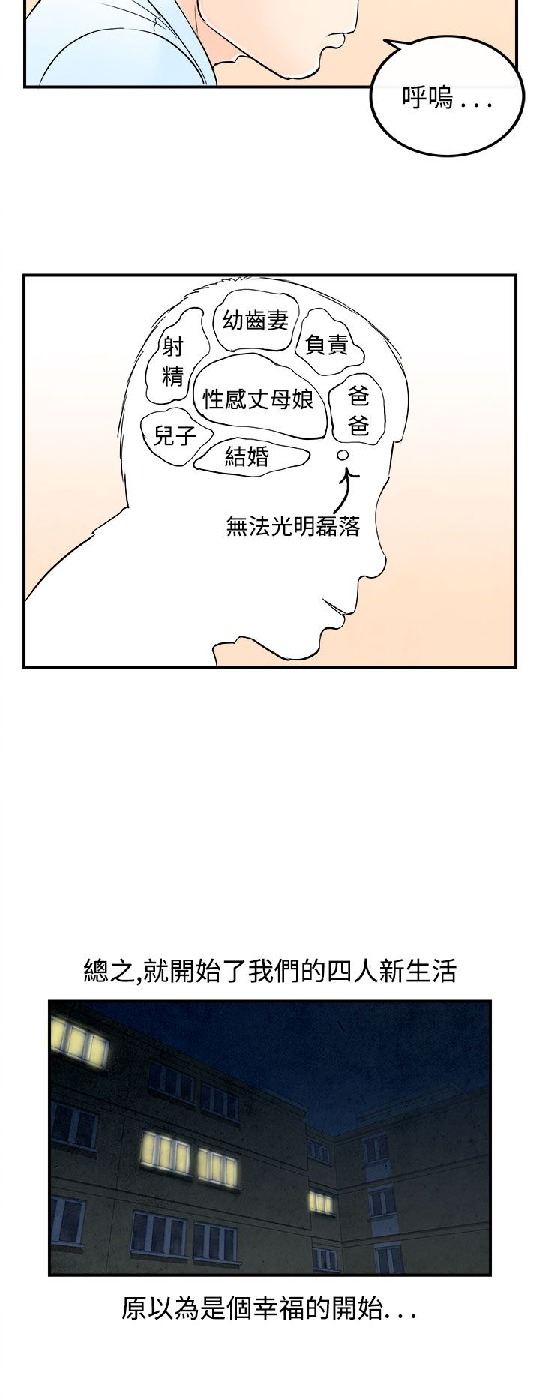 呼嗚...
幼齒妻
負責
射
精
性感丈母娘
爸
爸
兒子
結婚
無法光明磊落
總之,就開始了我們的四人新生活
原以為是個幸福的開始...